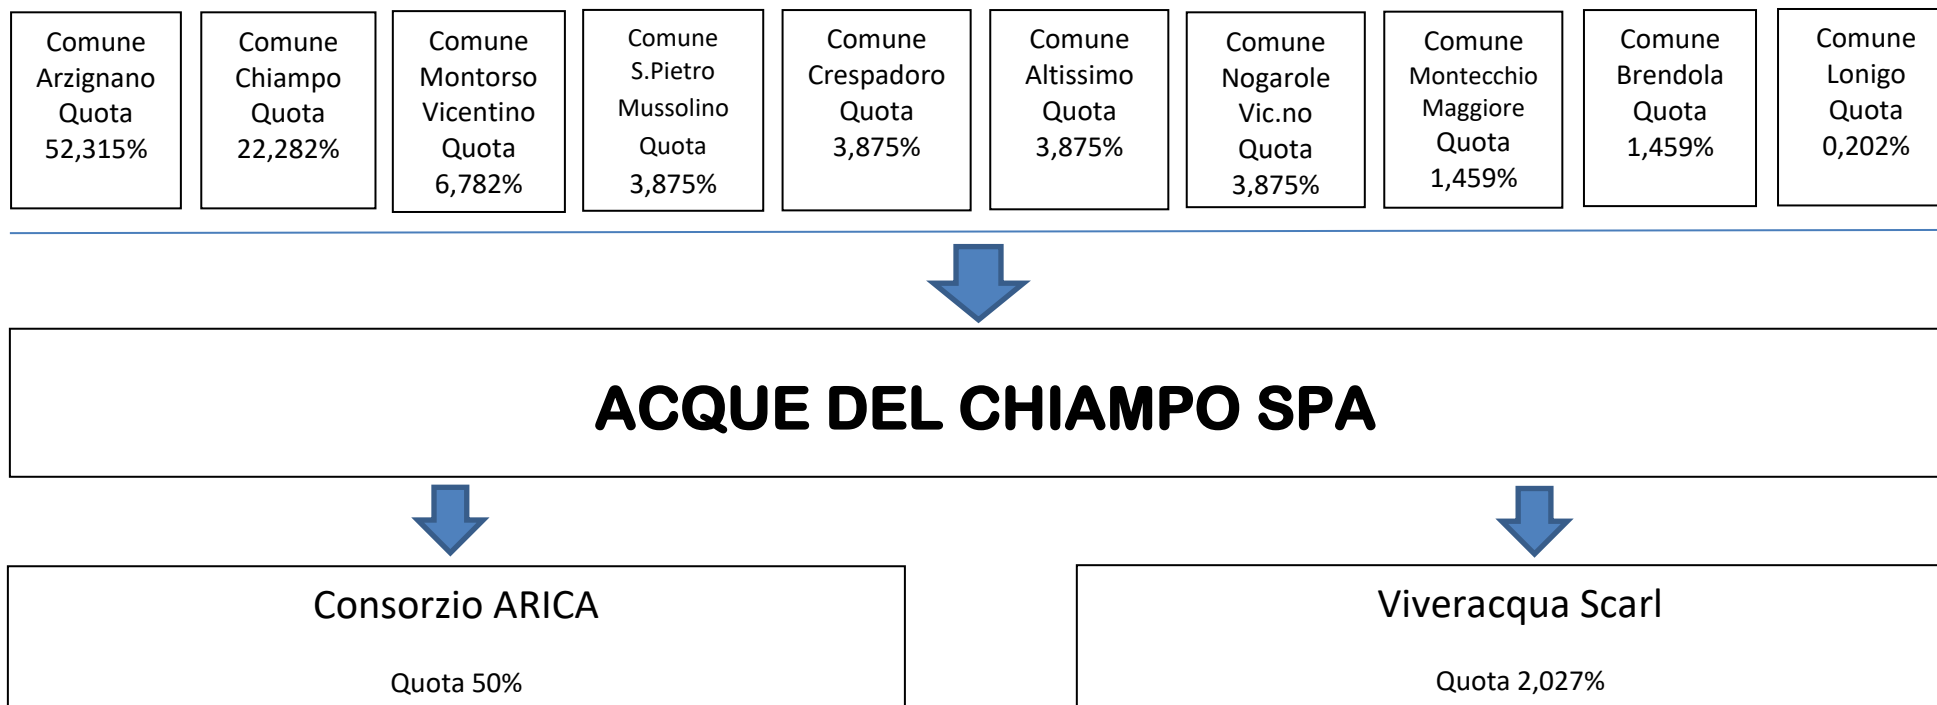 Comune
Arzignano
Quota
52,315%
Comune
Chiampo
Quota
22,282%
Comune
Montorso
Vicentino
Quota
6,782%
Comune
S.Pietro
Mussolino
Quota
3,875%
Comune
Crespadoro
Quota
3,875%
Comune
Altissimo
Quota
3,875%
Comune
Nogarole
Vic.no
Quota
3,875%
Comune
Montecchio
Maggiore
Quota
1,459%
Comune
Brendola
Quota
1,459%
Comune
Lonigo
Quota
0,202%
ACQUE DEL CHIAMPO SPA
Consorzio ARICA
Quota 50%
Viveracqua Scarl
Quota 2,027%